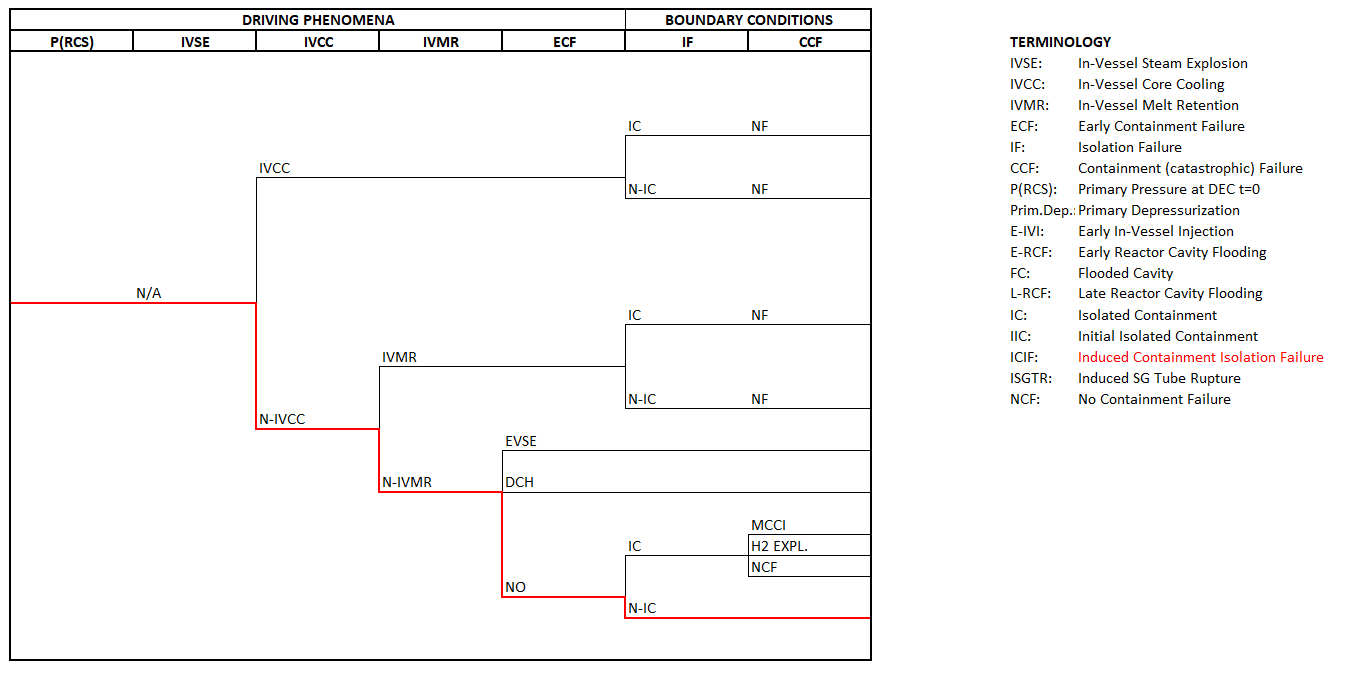 DRIVING PHENOMENA BOUNDARY CONDITIONS
P(RCS) IVSE IVCC IVMR ECF IF CCF
IC NF
IVCC
N-IC NF
N/A
IC NF
IVMR
N-IC NF
N-IVCC
EVSE
N-IVMR DCH
MCCI
IC H2 EXPL.
NCF
NO
N-IC
TERMINOLOGY
IVSE: In-Vessel Steam Explosion
IVCC: In-Vessel Core Cooling
IVMR: In-Vessel Melt Retention
ECF: Early Containment Failure
IF: Isolation Failure
CCF: Containment (catastrophic) Failure
P(RCS): Primary Pressure at DEC t=0
Prim.Dep.: Primary Depressurization
E-IVI: Early In-Vessel Injection
E-RCF: Early Reactor Cavity Flooding
FC: Flooded Cavity
L-RCF: Late Reactor Cavity Flooding
IC: Isolated Containment
IIC: Initial Isolated Containment
ICIF: Induced Containment Isolation Failure
ISGTR: Induced SG Tube Rupture
NCF: No Containment Failure